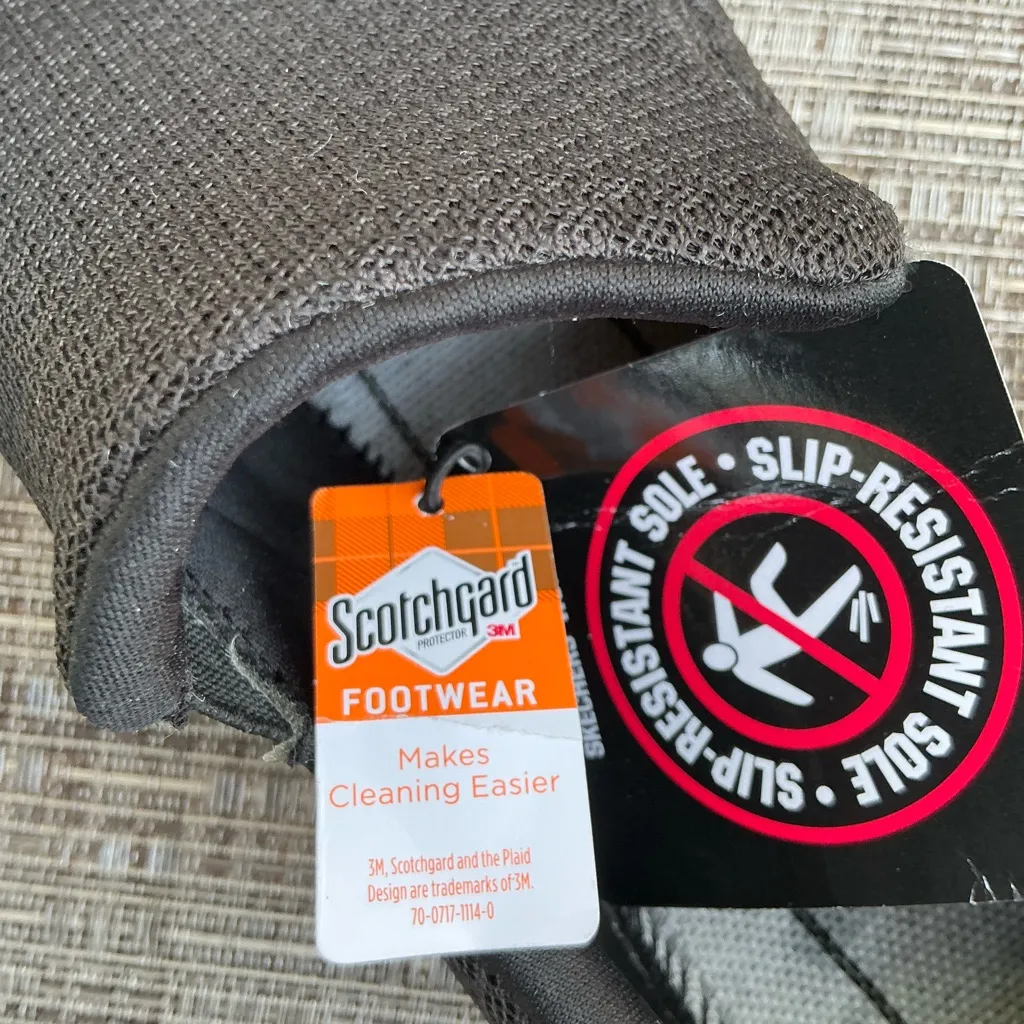 Scotchgard
PROTECTOR 3M
FOOTWEAR
Makes
Cleaning Easier
3M, Scotchgard and the Plaid
Design are trademarks of 3M.
70-0717-1114-0
SLIP-RESISTANT SOLE • SLIP-RESISTANT SOLE •
SKECHERS